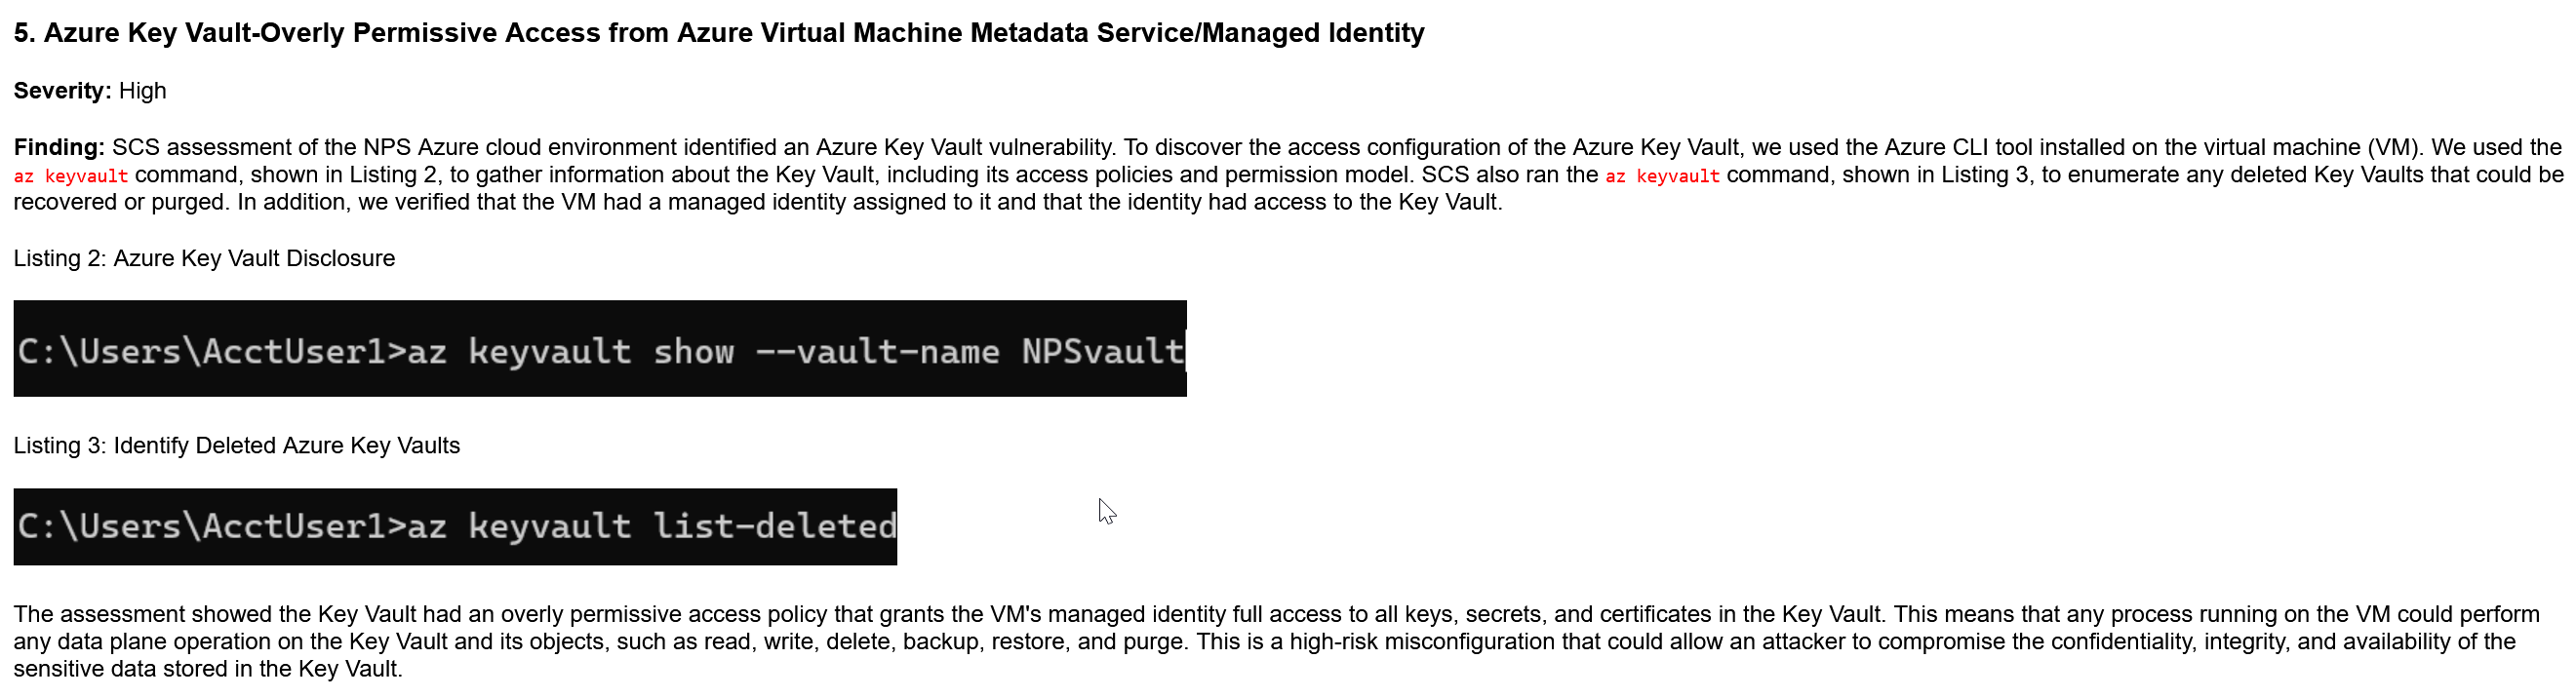 5. Azure Key Vault-Overly Permissive Access from Azure Virtual Machine Metadata Service/Managed Identity
Severity: High
Finding: SCS assessment of the NPS Azure cloud environment identified an Azure Key Vault vulnerability. To discover the access configuration of the Azure Key Vault, we used the Azure CLI tool installed on the virtual machine (VM). We used the
az keyvault command, shown in Listing 2, to gather information about the Key Vault, including its access policies and permission model. SCS also ran the az keyvault command, shown in Listing 3, to enumerate any deleted Key Vaults that could be
recovered or purged. In addition, we verified that the VM had a managed identity assigned to it and that the identity had access to the Key Vault.
Listing 2: Azure Key Vault Disclosure
C:\Users\AcctUser1>az keyvault show --vault-name NPSvault
Listing 3: Identify Deleted Azure Key Vaults
C:\Users\AcctUser1>az keyvault list-deleted
The assessment showed the Key Vault had an overly permissive access policy that grants the VM's managed identity full access to all keys, secrets, and certificates in the Key Vault. This means that any process running on the VM could perform
any data plane operation on the Key Vault and its objects, such as read, write, delete, backup, restore, and purge. This is a high-risk misconfiguration that could allow an attacker to compromise the confidentiality, integrity, and availability of the
sensitive data stored in the Key Vault.